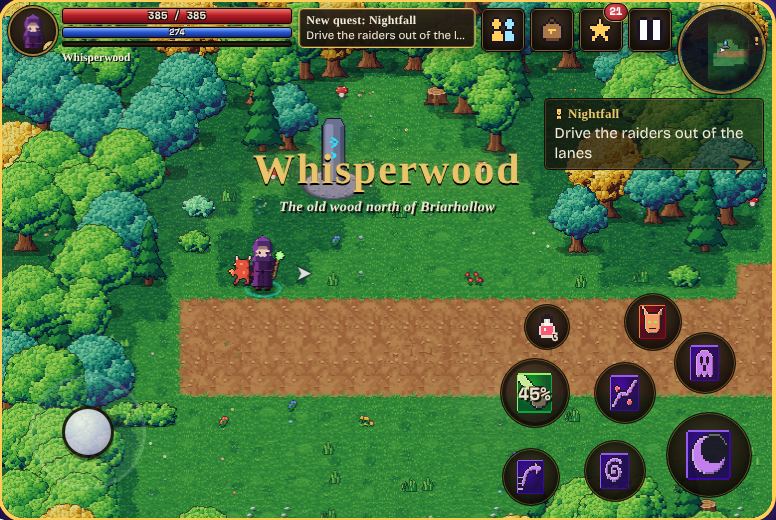 385 / 385
274
Whisperwood
New quest: Nightfall
Drive the raiders out of the l...
21
Nightfall
Drive the raiders out of the
lanes
Whisperwood
The old wood north of Briarhollow
45%